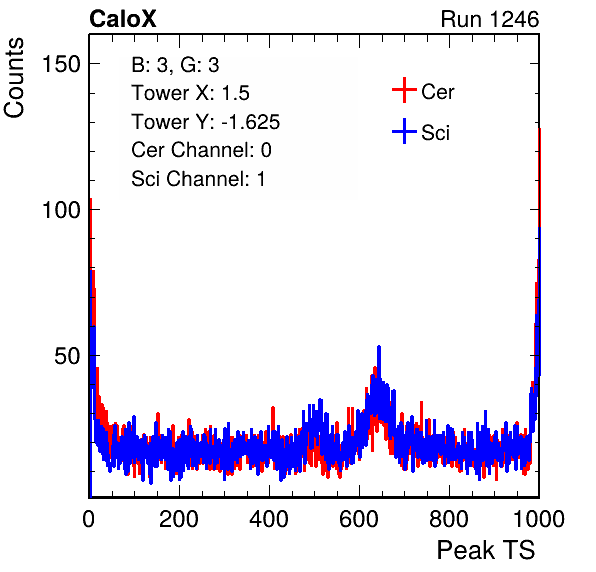 CaloX Run 1246
Counts
150
100
50
B: 3, G: 3
Tower X: 1.5
Tower Y: -1.625
Cer Channel: 0
Sci Channel: 1
Cer
Sci
0 200 400 600 800 1000
Peak TS